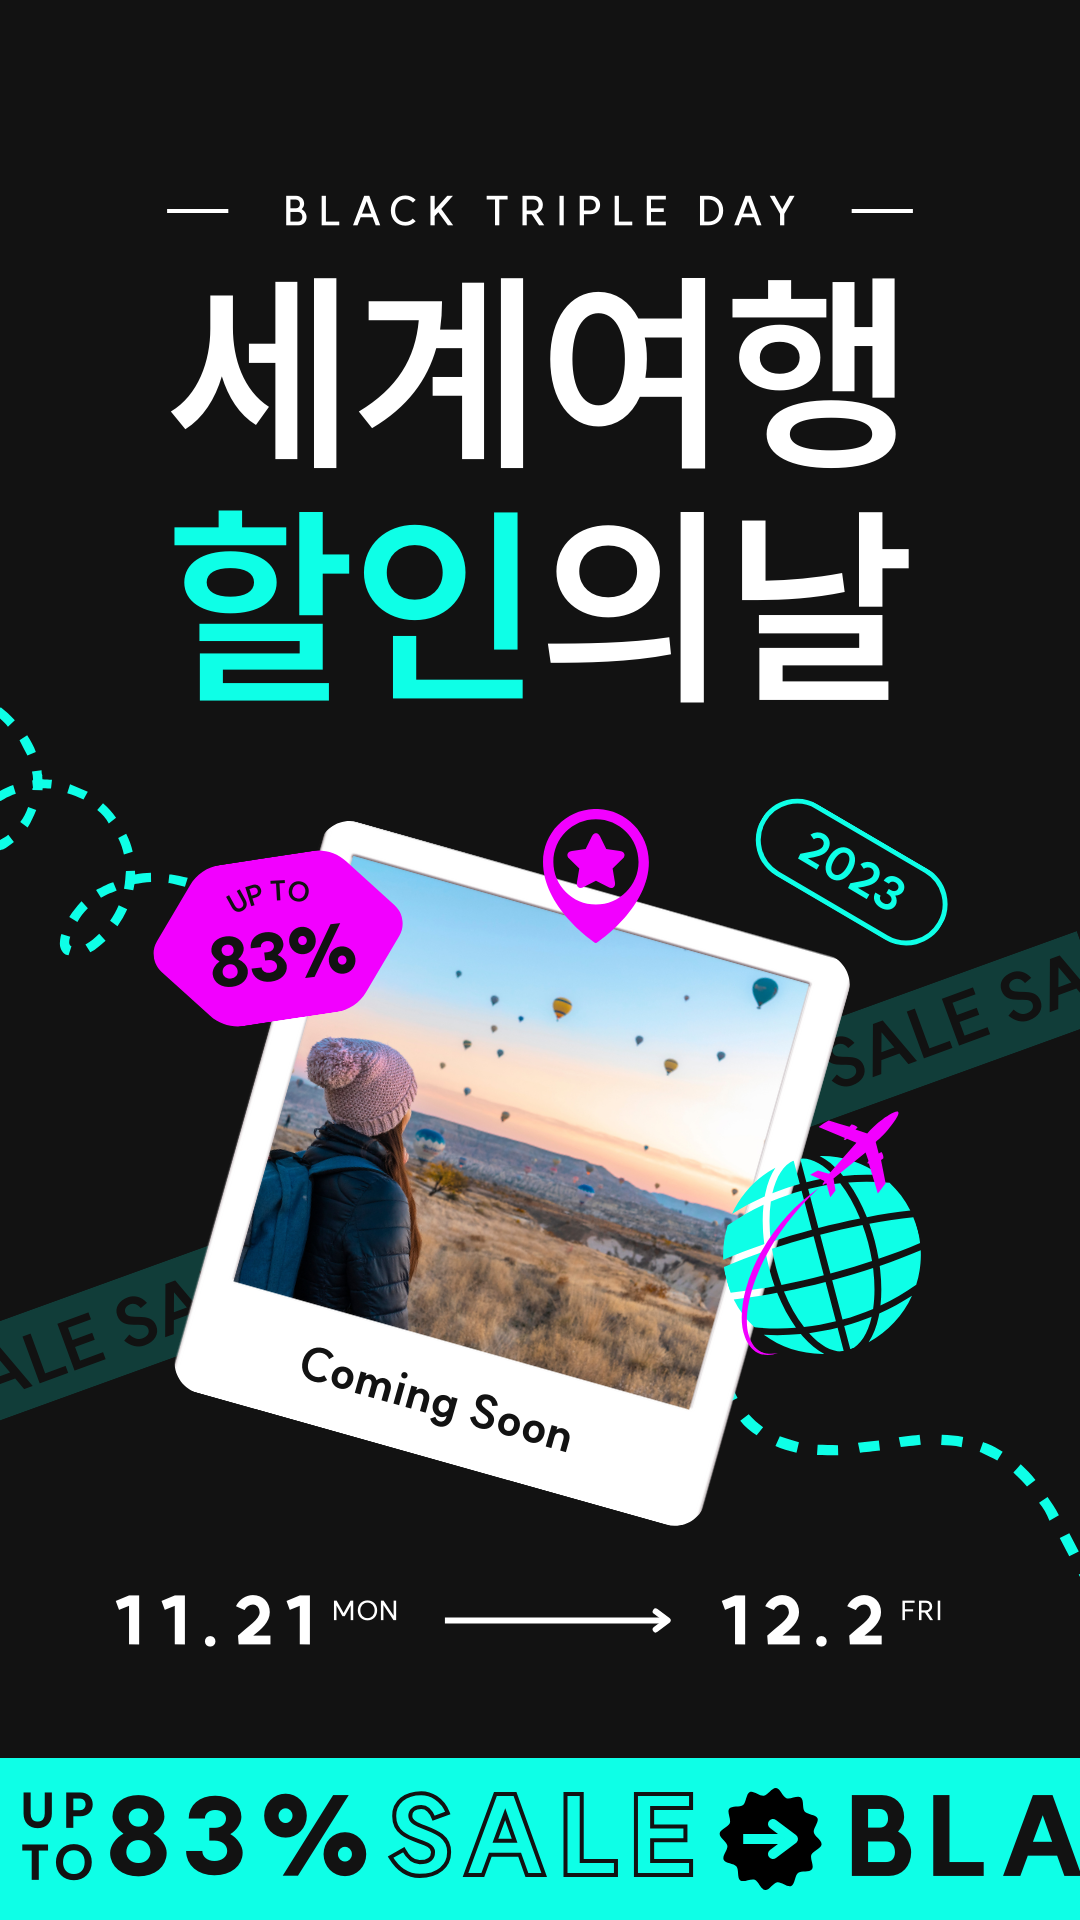 BLACK TRIPLE DAY
세계여행
할인의날
2023
UP TO
83%
SALE SA
ALE SA
Coming Soon
11.21 MON
12.2 FRI
UP TO 83% SALE BLA